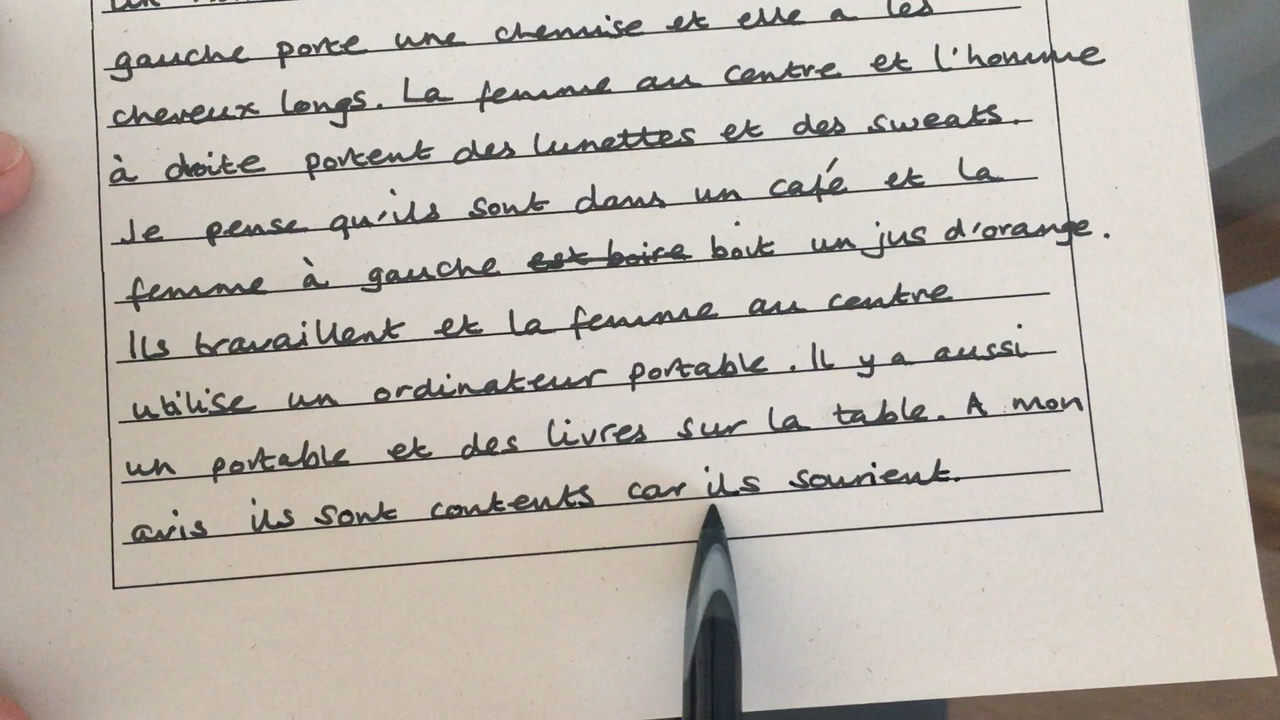 gauche porte une chemise et elle a les
cheveux longs. La femme au centre et l'homme
à droite portent des lunettes et des sweats.
Je pense qu'ils sont dans un café et la
femme à gauche est boire boit un jus d'orange.
Ils travaillent et la femme au centre
utilise un ordinateur portable. Il y a aussi
un portable et des livres sur la table. A mon
avis ils sont contents car ils sourient.